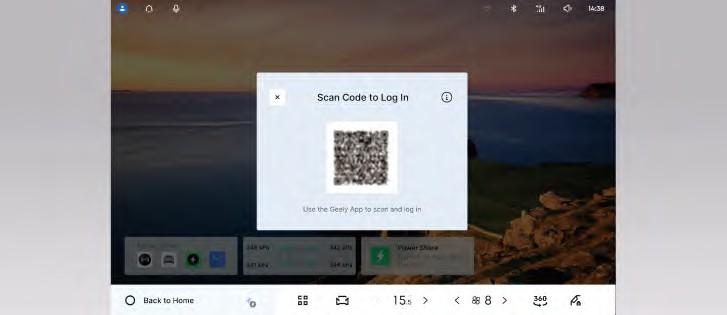 14:38
Scan Code to Log In
Use the Geely App to scan and log in
Power Share
Back to Home
15.5
8
360